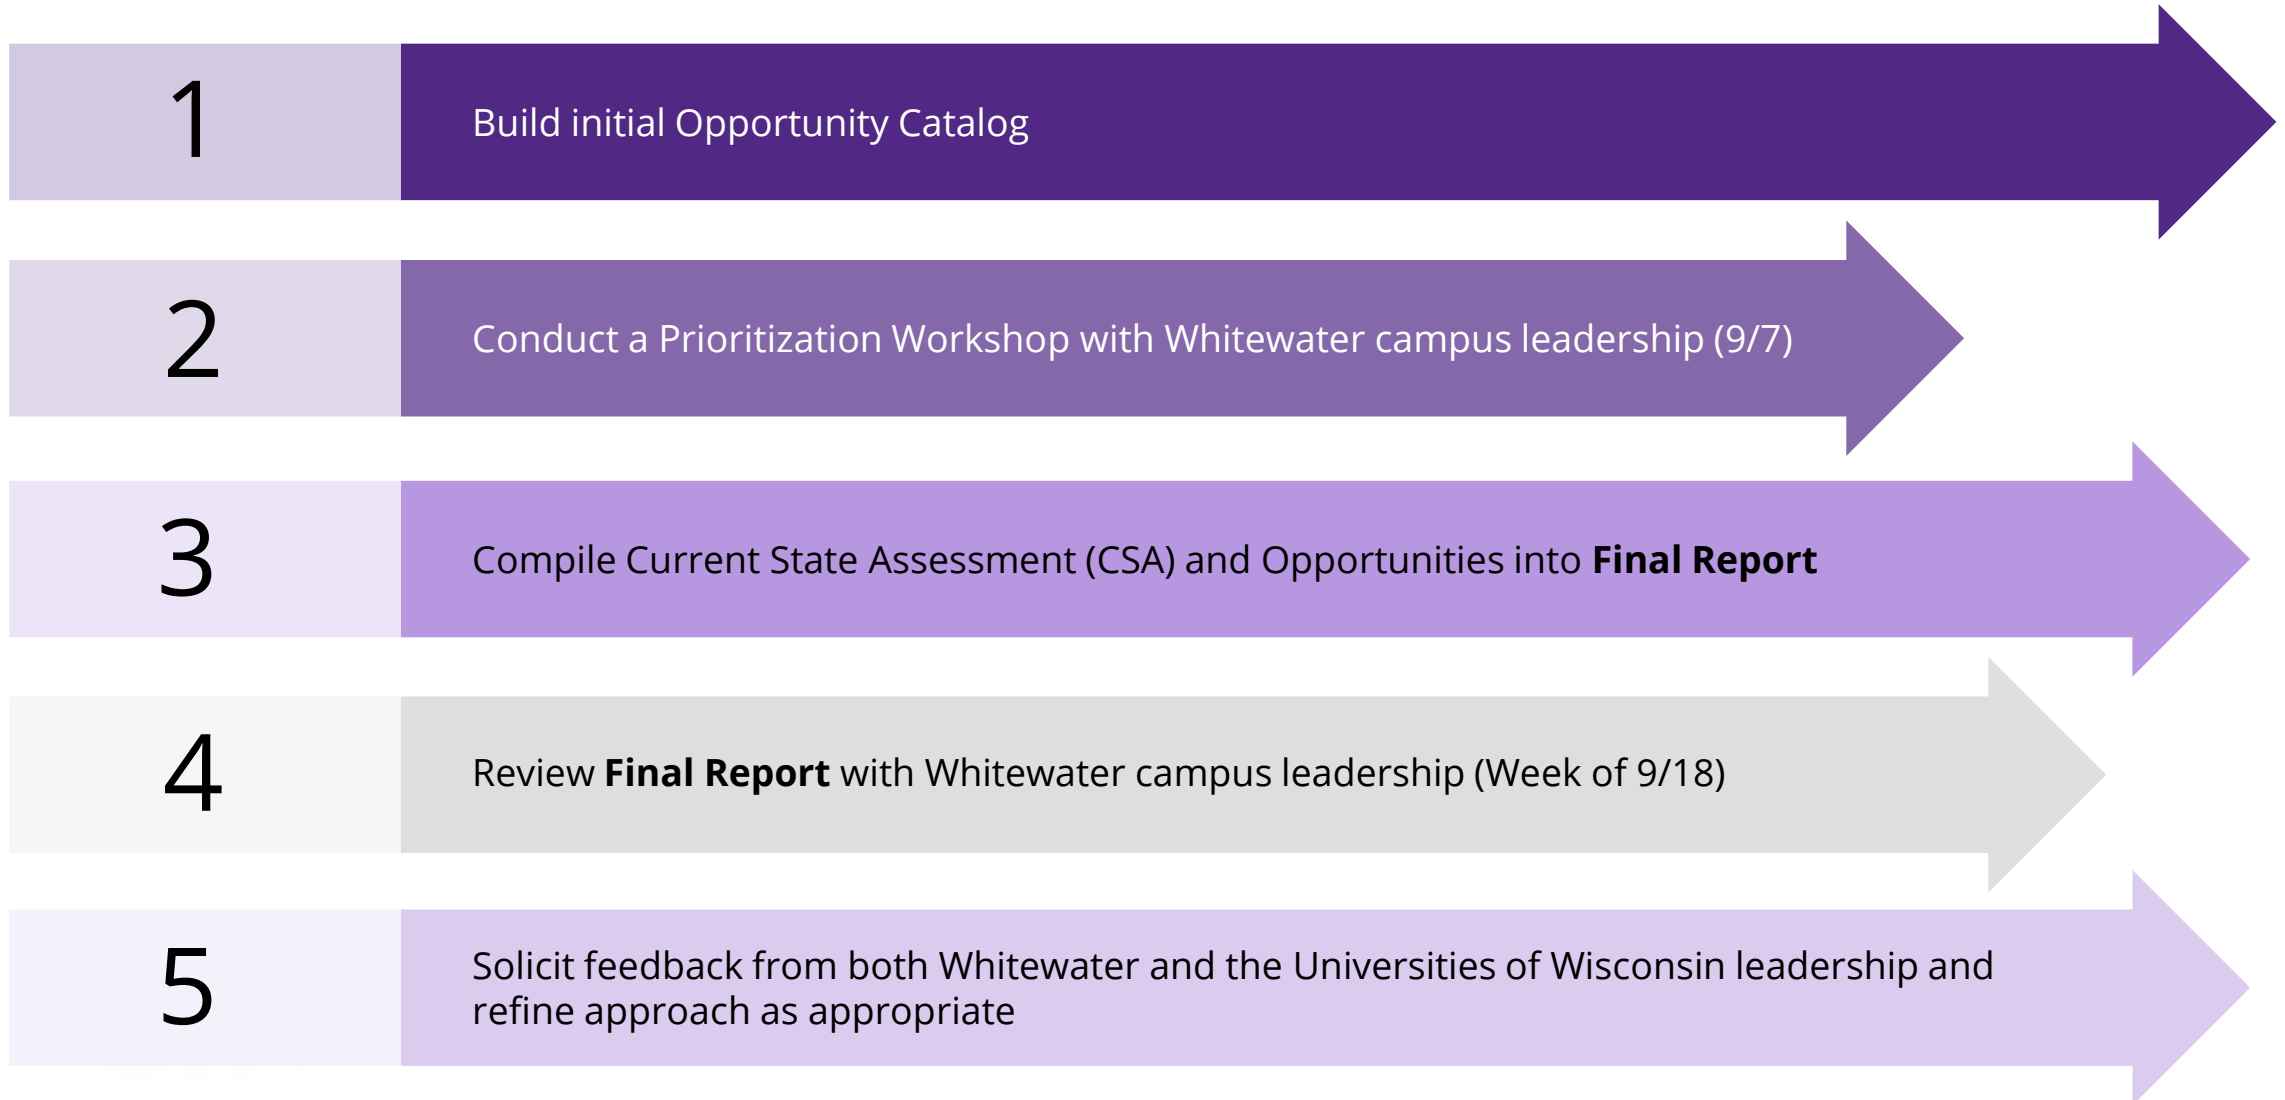 1
Build initial Opportunity Catalog
2
Conduct a Prioritization Workshop with Whitewater campus leadership (9/7)
3
Compile Current State Assessment (CSA) and Opportunities into Final Report
4
Review Final Report with Whitewater campus leadership (Week of 9/18)
5
Solicit feedback from both Whitewater and the Universities of Wisconsin leadership and
refine approach as appropriate